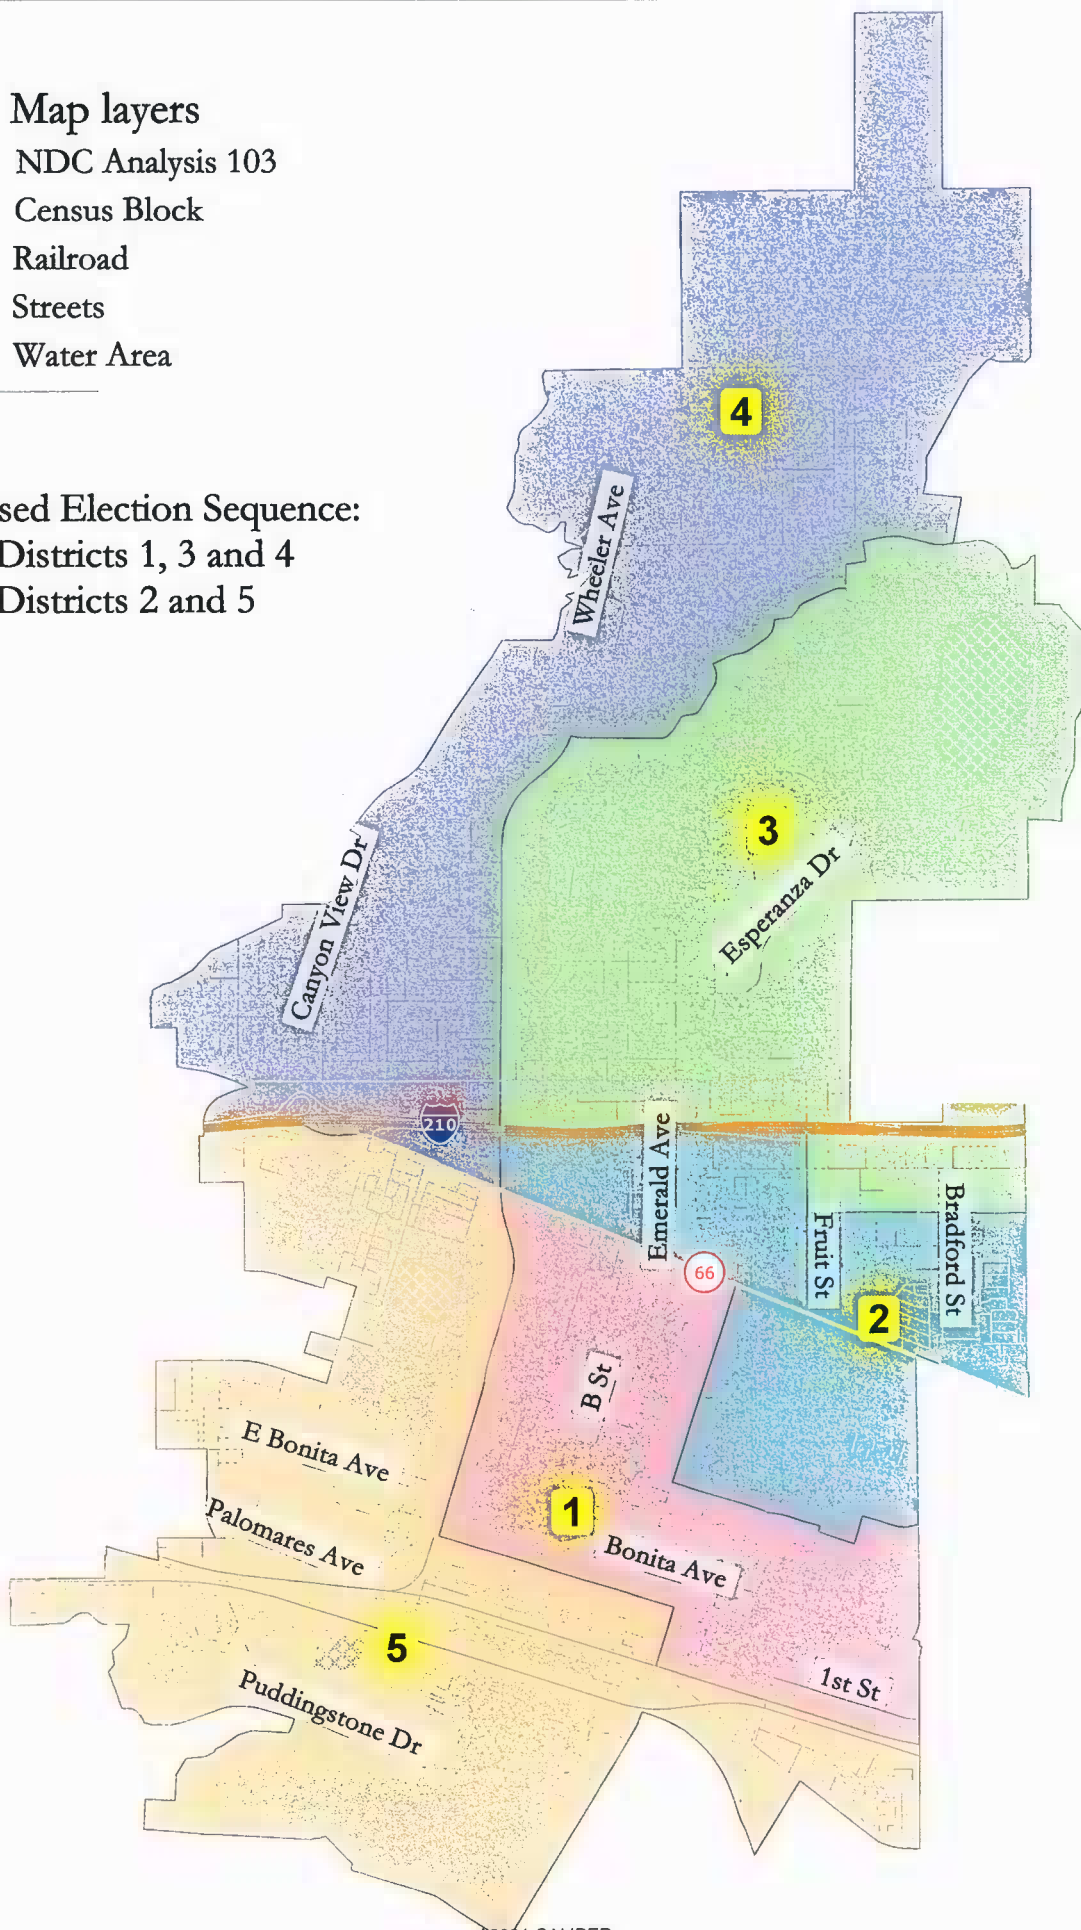 Map layers
NDC Analysis 103
Census Block
Railroad
Streets
Water Area
sed Election Sequence:
Districts 1, 3 and 4
Districts 2 and 5
4
Wheeler Ave
3
Esperanza Dr
Canyon View Dr
210
Emerald Ave
Fruit St
Bradford St
66
2
B St
E Bonita Ave
1
Bonita Ave
Palomares Ave
5
1st St
Puddingstone Dr